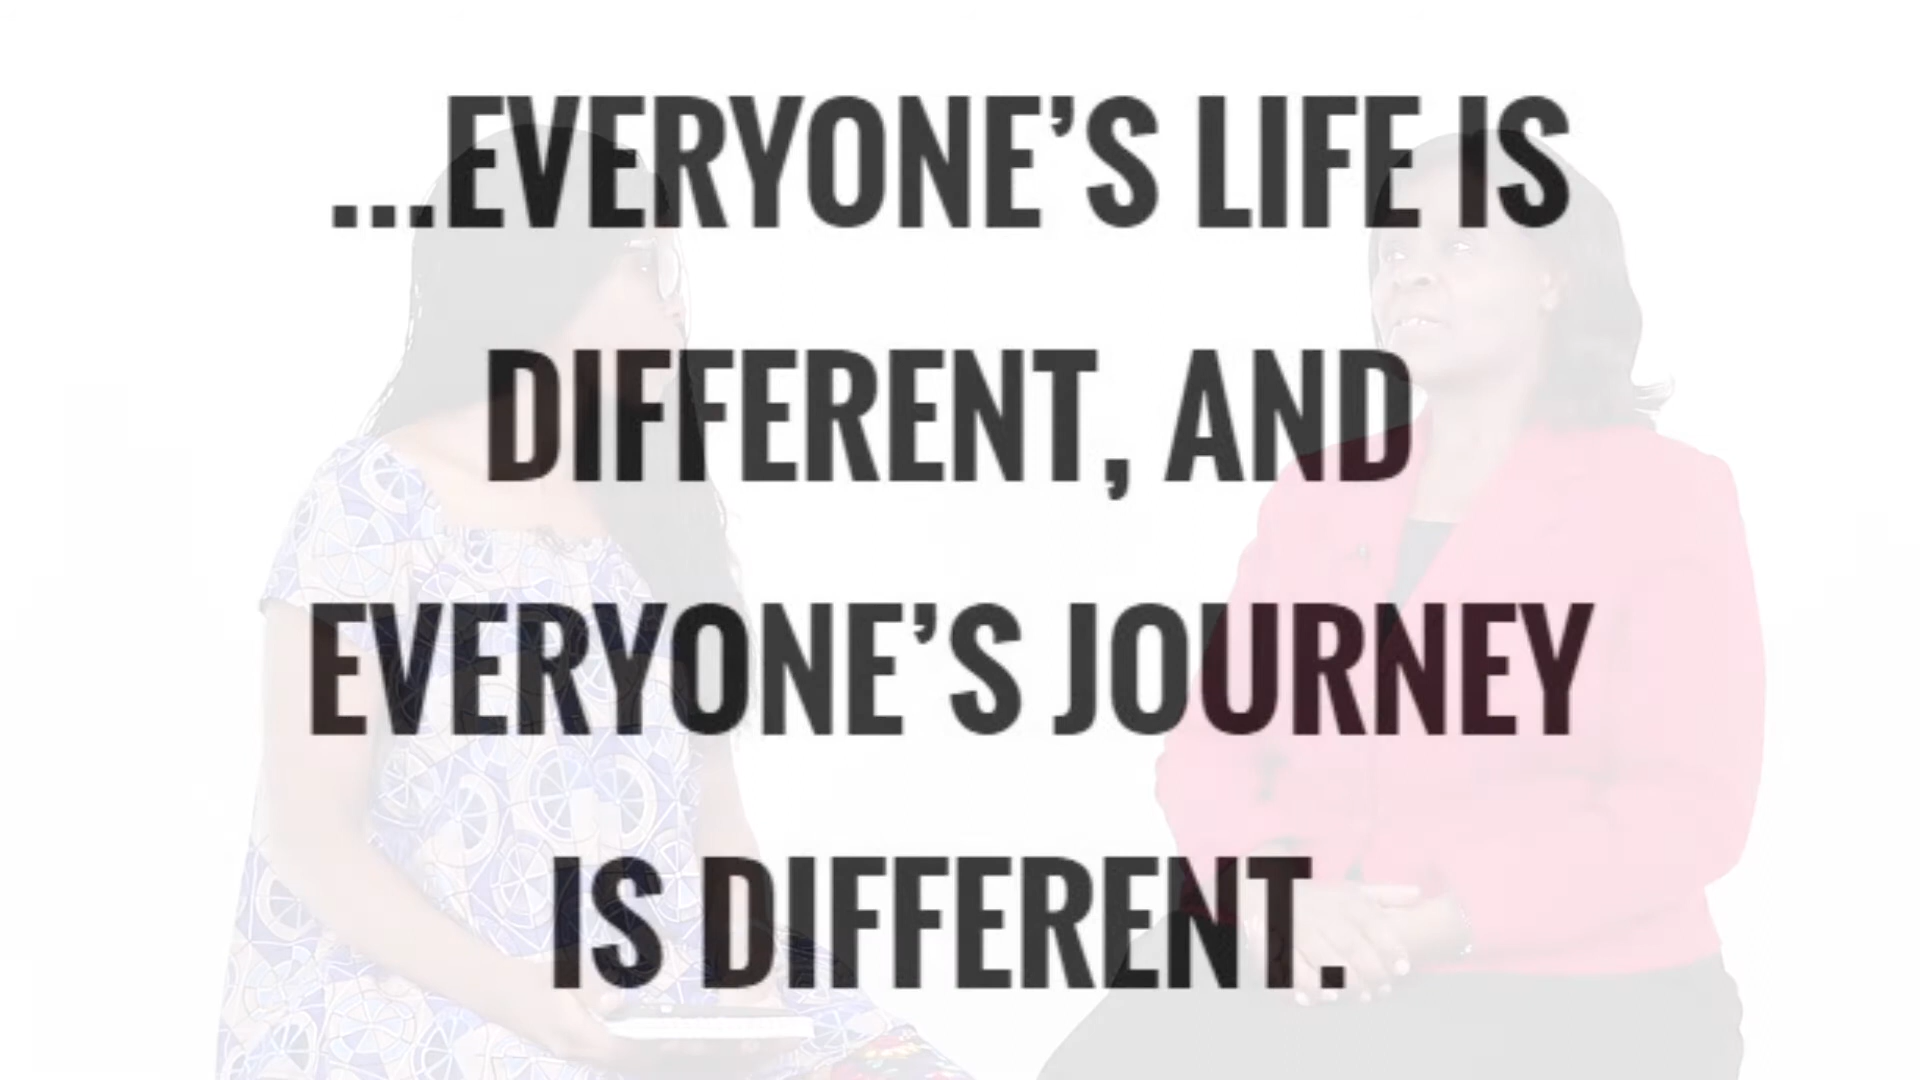 ...EVERYONE’S LIFE IS
DIFFERENT, AND
EVERYONE’S JOURNEY
IS DIFFERENT.